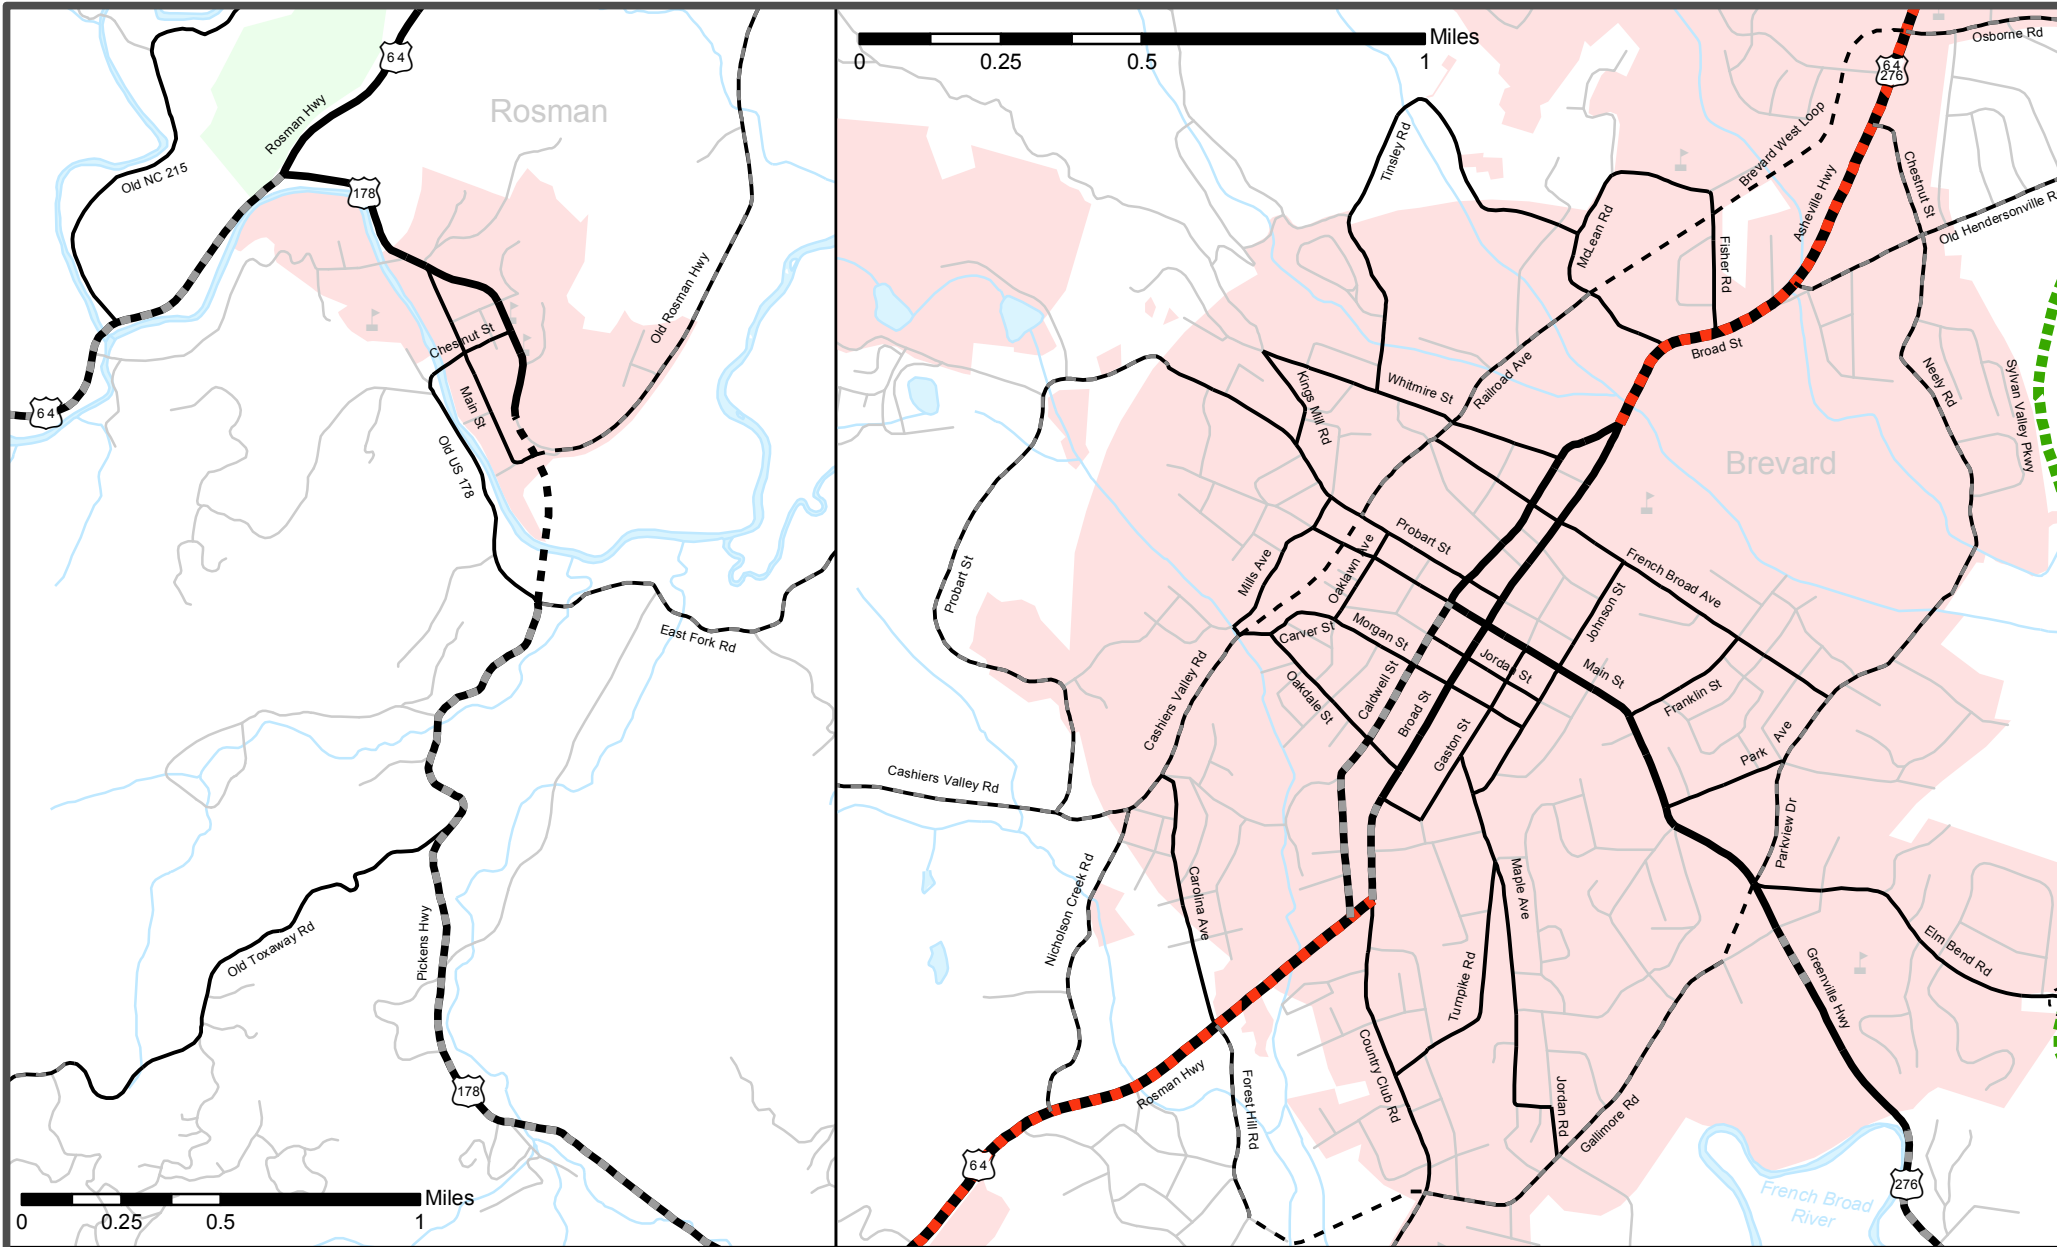 Rosman
64
Rosman Hwy
Old NC 215
178
Old Rosman Hwy
Chestnut St
Main St
64
Old US 178
East Fork Rd
Pickens Hwy
Old Toxaway Rd
178
Miles
0 0.25 0.5 1
Miles
0 0.25 0.5 1
Osborne Rd
64
276
Brevard West Loop
Tinsley Rd
McLean Rd
Fisher Rd
Asheville Hwy
Chestnut St
Old Hendersonville R
Broad St
Railroad Ave
Whitmire St
Kings Mill Rd
Neely Rd
Sylvan Valley Pkwy
Brevard
Probart St
Probart St
Mills Ave
Oaklawn Ave
French Broad Ave
Johnson St
Carver St
Morgan St
Jordan St
Main St
Franklin St
Cashiers Valley Rd
Oakdale St
Caldwell St
Broad St
Gaston St
Park Ave
Cashiers Valley Rd
Parkview Dr
Nicholson Creek Rd
Carolina Ave
Maple Ave
Turnpike Rd
Greenville Hwy
Elm Bend Rd
Rosman Hwy
Forest Hill Rd
Country Club Rd
Jordan Rd
Gallimore Rd
64
276
French Broad
River